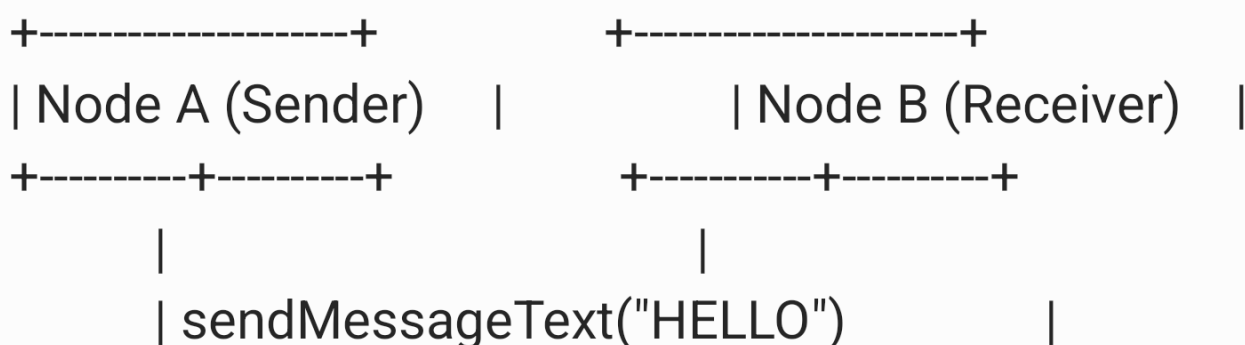 +---------------------+ +----------------------+
| Node A (Sender) | | Node B (Receiver) |
+----------+----------+ +-----------+---------+
| |
| sendMessageText("HELLO") |